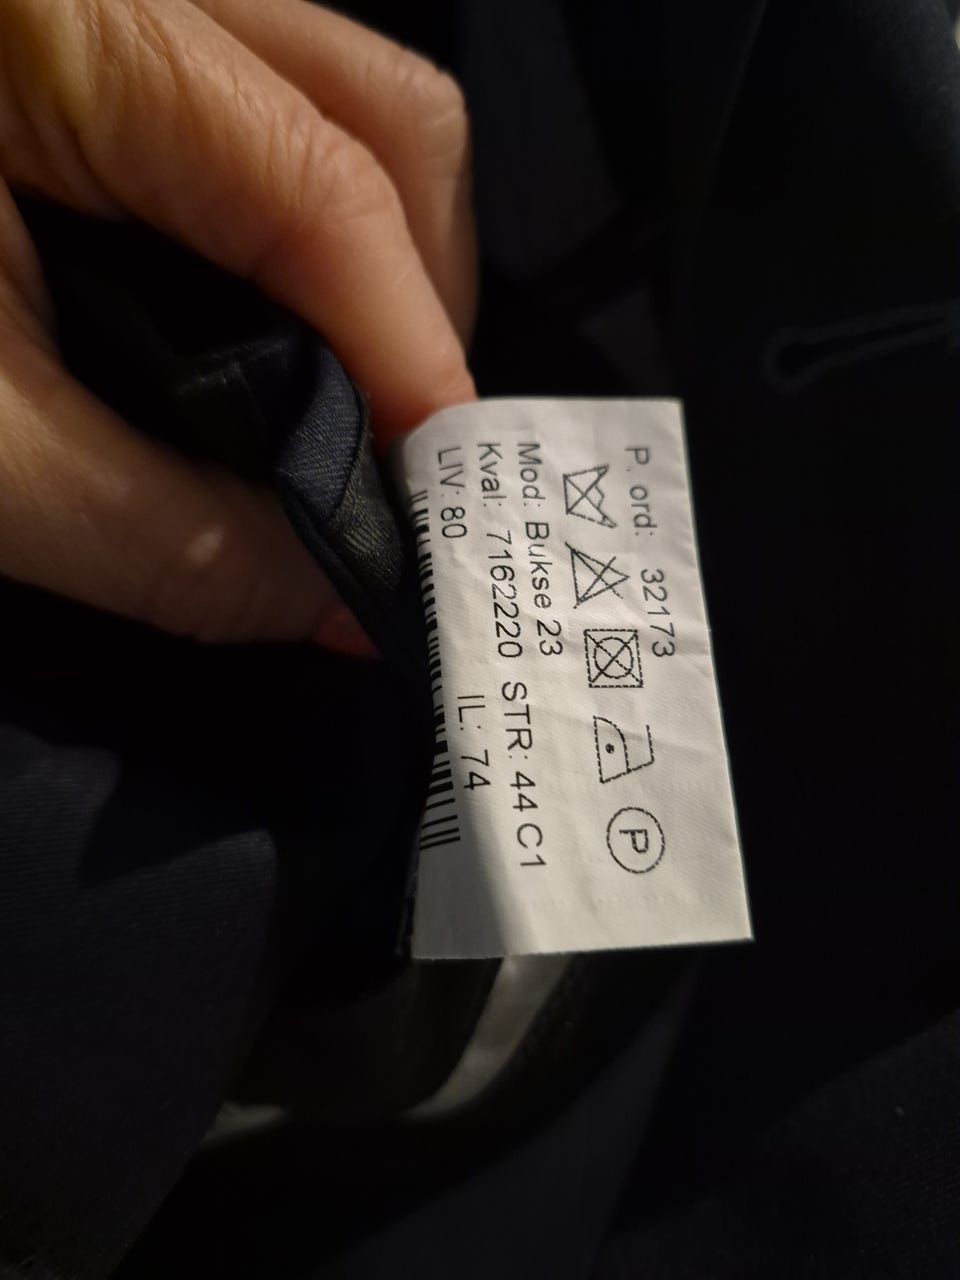 P. ord: 32173
P
Mod: Bukse 23
Kval: 7162220 STR: 44 C1
LIV: 80 IL: 74